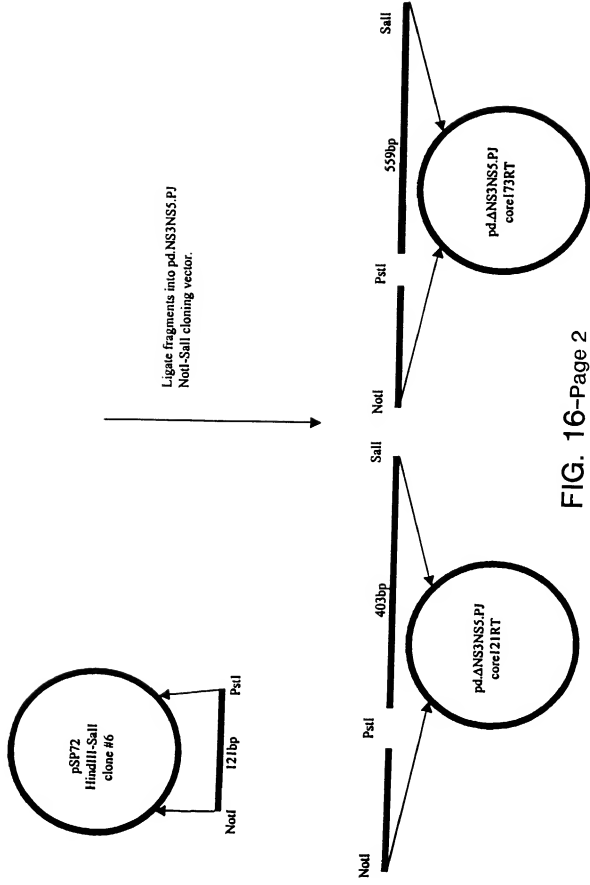 pSP72
HindIII-SalI
clone #6
NotI
121bp
PstI
Ligate fragments into pd.NS3NS5.PJ
NotI-SalI cloning vector.
NotI
PstI
403bp
SalI
pd.ΔNS3NS5.PJ
core121RT
NotI
PstI
559bp
SalI
pd.ΔNS3NS5.PJ
core173RT
FIG. 16-Page 2